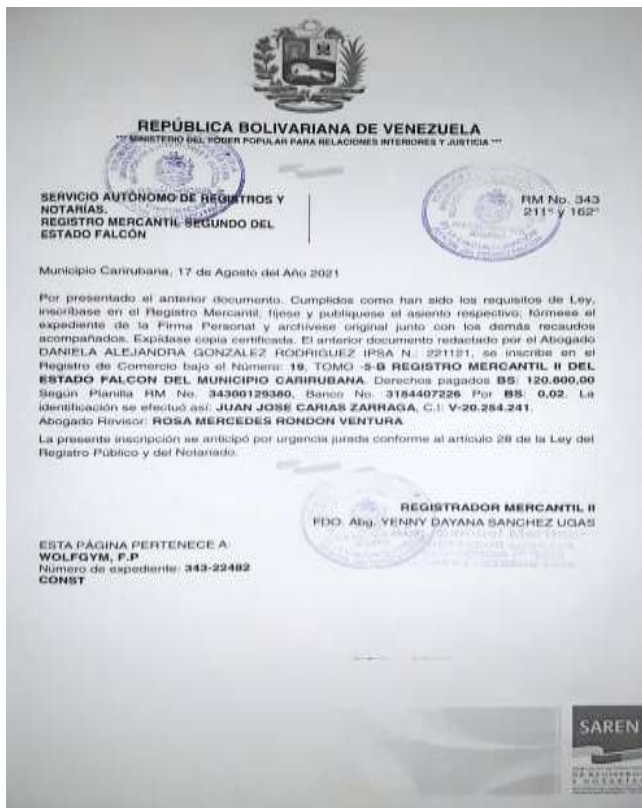 REPÚBLICA BOLIVARIANA DE VENEZUELA
*** MINISTERIO DEL PODER POPULAR PARA RELACIONES INTERIORES Y JUSTICIA ***
SERVICIO AUTÓNOMO DE REGISTROS Y
NOTARÍAS.
REGISTRO MERCANTIL SEGUNDO DEL
ESTADO FALCÓN
RM No. 343
211° y 162°
Municipio Carirubana, 17 de Agosto del Año 2021
Por presentado el anterior documento. Cumplidos como han sido los requisitos de Ley,
inscríbase en el Registro Mercantil; fíjese y publíquese el asiento respectivo; fórmese el
expediente de la Firma Personal y archívese original junto con los demás recaudos
acompañados. Expídase copia certificada. El anterior documento redactado por el Abogado
DANIELA ALEJANDRA GONZALEZ RODRIGUEZ IPSA N.: 221121, se inscribe en el
Registro de Comercio bajo el Número: 19, TOMO -5-B REGISTRO MERCANTIL II DEL
ESTADO FALCON DEL MUNICIPIO CARIRUBANA. Derechos pagados BS: 120.800,00
Según Planilla RM No. 34300129380, Banco No. 3184407226 Por BS: 0,02. La
identificación se efectuó así: JUAN JOSE CARIAS ZARRAGA, C.I: V-20.254.241.
Abogado Revisor: ROSA MERCEDES RONDON VENTURA
La presente inscripción se anticipó por urgencia jurada conforme al artículo 28 de la Ley del
Registro Público y del Notariado.
REGISTRADOR MERCANTIL II
FDO. Abg. YENNY DAYANA SANCHEZ UGAS
ESTA PÁGINA PERTENECE A:
WOLFGYM, F.P
Número de expediente: 343-22482
CONST
SAREN